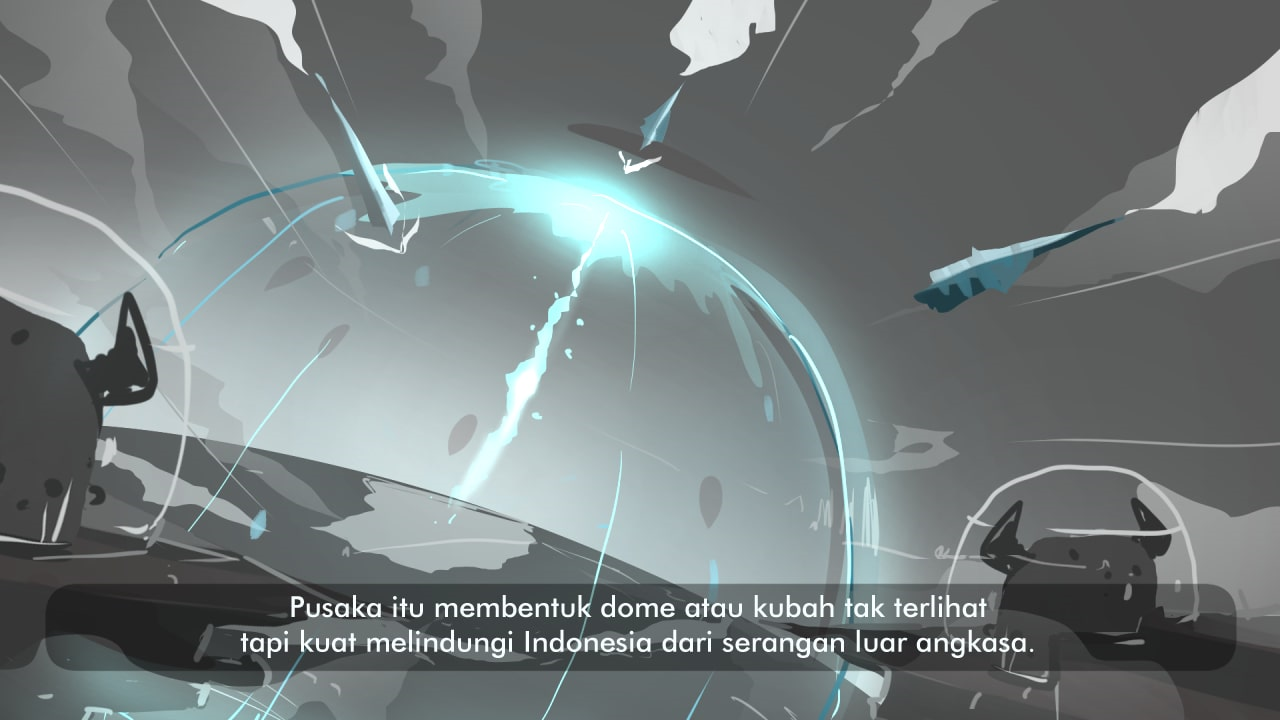 Pusaka itu membentuk dome atau kubah tak terlihat
tapi kuat melindungi Indonesia dari serangan luar angkasa.